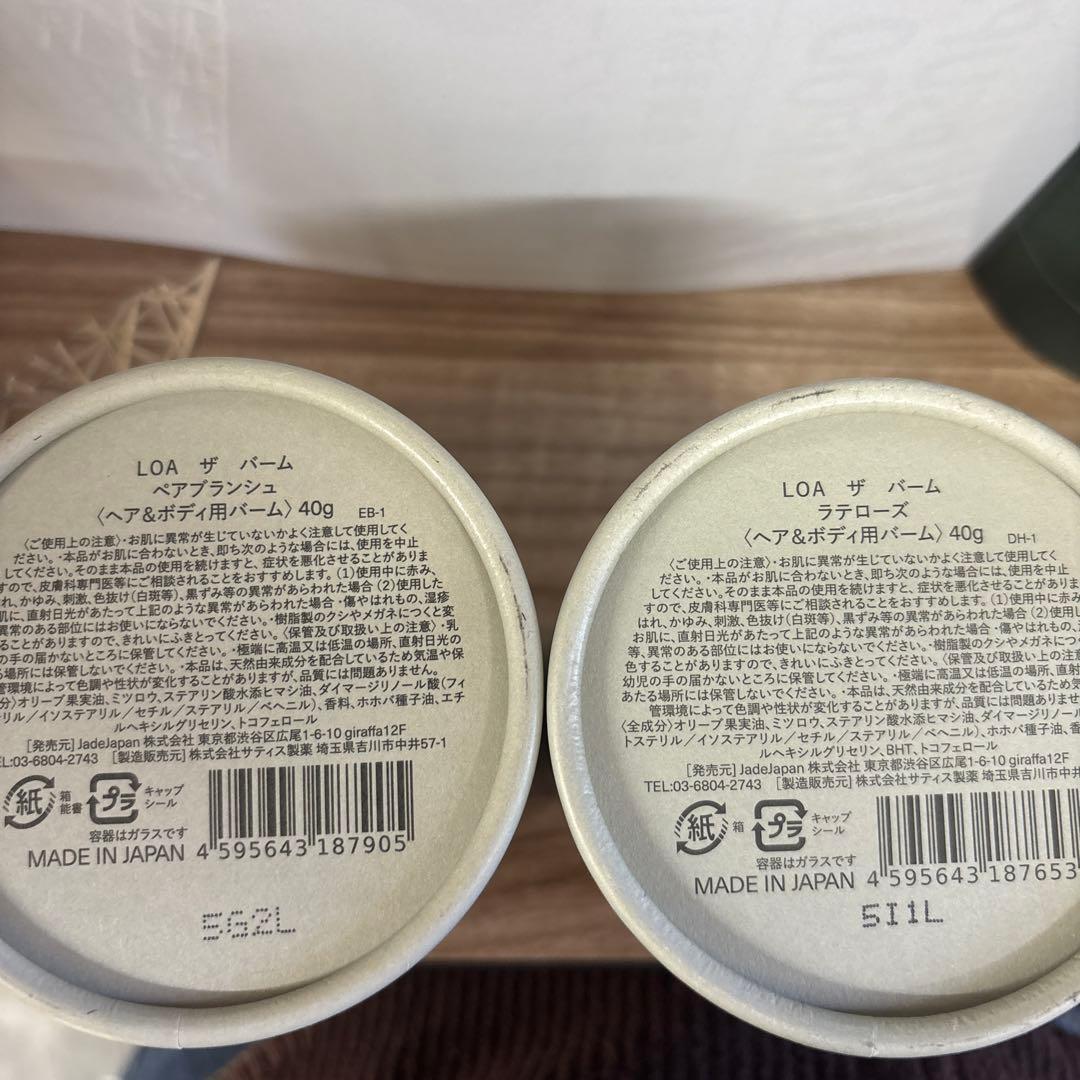 LOA ザ バーム
ペアブランシュ
〈ヘア&ボディ用バーム〉40g EB-1
〈ご使用上の注意〉・お肌に異常が生じていないかよく注意して使用してく
ださい。・本品がお肌に合わないとき、即ち次のような場合には、使用を中止
してください。そのまま本品の使用を続けますと、症状を悪化させることがありま
すので、皮膚科専門医等にご相談されることをおすすめします。(1)使用中に赤み、
はれ、かゆみ、刺激、色抜け(白斑等)、黒ずみ等の異常があらわれた場合(2)使用した
肌に、直射日光があたって上記のような異常があらわれた場合・傷やはれもの、湿疹
異常のある部位にはお使いにならないでください。・樹脂製のクシやメガネにつくと変
ることがありますので、きれいにふきとってください。〈保管及び取扱い上の注意〉・乳
の手の届かないところに保管してください。・極端に高温又は低温の場所、直射日光の
る場所には保管しないでください。・本品は、天然由来成分を配合しているため気温や保
管環境によって色調や性状が変化することがありますが、品質には問題ありません。
分〉オリーブ果実油、ミツロウ、ステアリン酸水添ヒマシ油、ダイマージリノール酸(フィ
リル/イソステアリル/セチル/ステアリル/ベヘニル)、香料、ホホバ種子油、エチ
ルヘキシルグリセリン、トコフェロール
[発売元] JadeJapan 株式会社 東京都渋谷区広尾1-6-10 giraffa12F
EL:03-6804-2743 [製造販売元] 株式会社サティス製薬 埼玉県吉川市中井57-1
紙 箱 能書 プラ キャップ シール
容器はガラスです
MADE IN JAPAN 4 595643 187905
5G2L
LOA ザ バーム
ラテローズ
〈ヘア&ボディ用バーム〉40g DH-1
〈ご使用上の注意〉・お肌に異常が生じていないかよく注意して使用してく
ださい。・本品がお肌に合わないとき、即ち次のような場合には、使用を中止
してください。そのまま本品の使用を続けますと、症状を悪化させることがありま
すので、皮膚科専門医等にご相談されることをおすすめします。(1)使用中に赤み
はれ、かゆみ、刺激、色抜け(白斑等)、黒ずみ等の異常があらわれた場合(2)使用し
お肌に、直射日光があたって上記のような異常があらわれた場合・傷やはれもの、
等、異常のある部位にはお使いにならないでください。・樹脂製のクシやメガネにつ
色することがありますので、きれいにふきとってください。〈保管及び取扱い上の注意
幼児の手の届かないところに保管してください。・極端に高温又は低温の場所、直射
あたる場所には保管しないでください。・本品は、天然由来成分を配合しているため気
管環境によって色調や性状が変化することがありますが、品質には問題ありません
〈全成分〉オリーブ果実油、ミツロウ、ステアリン酸水添ヒマシ油、ダイマージリノール
トステリル/イソステアリル/セチル/ステアリル/ベヘニル)、ホホバ種子油、香
ルヘキシルグリセリン、BHT、トコフェロール
[発売元] JadeJapan 株式会社 東京都渋谷区広尾1-6-10 giraffa12F
TEL:03-6804-2743 [製造販売元] 株式会社サティス製薬 埼玉県吉川市中井
紙 箱 プラ キャップ シール
容器はガラスです
MADE IN JAPAN 4 595643 187653
5I1L